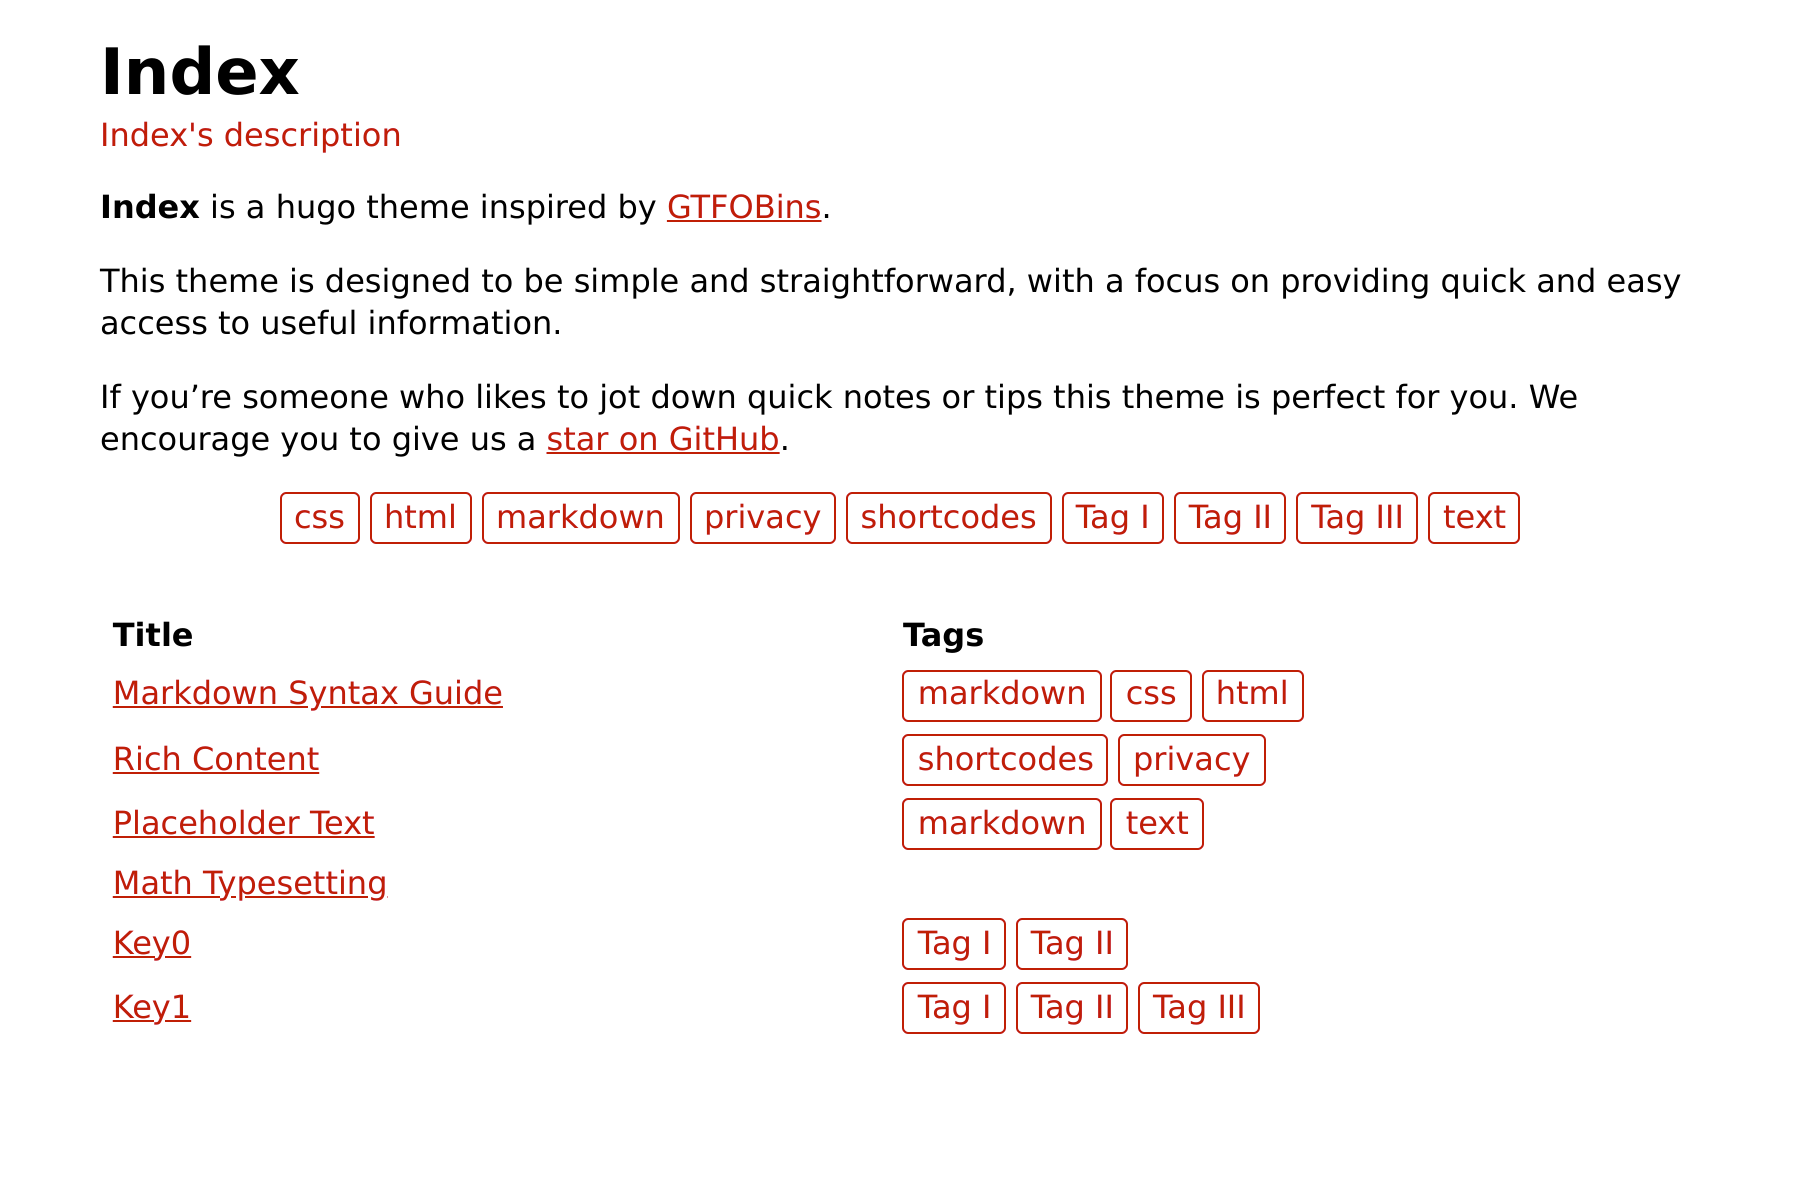 Index
Index's description
Index is a hugo theme inspired by GTFOBins.
This theme is designed to be simple and straightforward, with a focus on providing quick and easy
access to useful information.
If you’re someone who likes to jot down quick notes or tips this theme is perfect for you. We
encourage you to give us a star on GitHub.
css html markdown privacy shortcodes Tag I Tag II Tag III text
Title Tags
Markdown Syntax Guide markdown css html
Rich Content shortcodes privacy
Placeholder Text markdown text
Math Typesetting
Key0 Tag I Tag II
Key1 Tag I Tag II Tag III